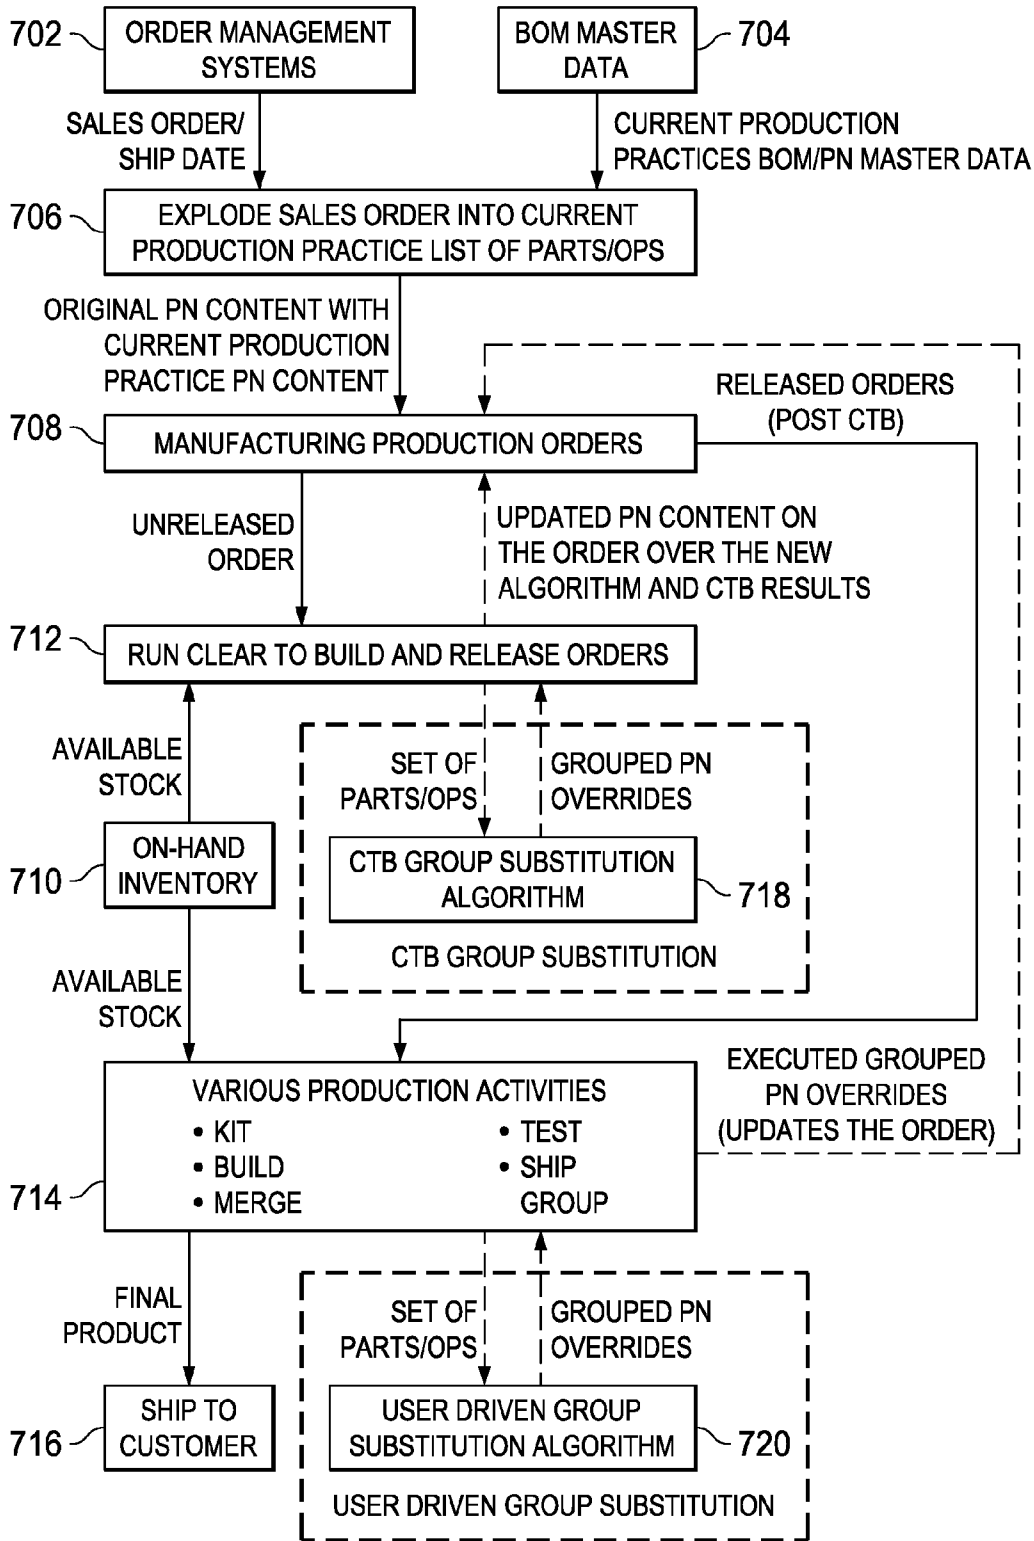 702
ORDER MANAGEMENT
SYSTEMS
BOM MASTER
DATA
704
SALES ORDER/
SHIP DATE
CURRENT PRODUCTION
PRACTICES BOM/PN MASTER DATA
706
EXPLODE SALES ORDER INTO CURRENT
PRODUCTION PRACTICE LIST OF PARTS/OPS
ORIGINAL PN CONTENT WITH
CURRENT PRODUCTION
PRACTICE PN CONTENT
RELEASED ORDERS
(POST CTB)
708
MANUFACTURING PRODUCTION ORDERS
UNRELEASED
ORDER
UPDATED PN CONTENT ON
THE ORDER OVER THE NEW
ALGORITHM AND CTB RESULTS
712
RUN CLEAR TO BUILD AND RELEASE ORDERS
AVAILABLE
STOCK
SET OF
PARTS/OPS
GROUPED PN
OVERRIDES
710
ON-HAND
INVENTORY
CTB GROUP SUBSTITUTION
ALGORITHM
718
CTB GROUP SUBSTITUTION
AVAILABLE
STOCK
EXECUTED GROUPED
PN OVERRIDES
(UPDATES THE ORDER)
714
VARIOUS PRODUCTION ACTIVITIES
• KIT
• BUILD
• MERGE
• TEST
• SHIP
GROUP
FINAL
PRODUCT
SET OF
PARTS/OPS
GROUPED PN
OVERRIDES
716
SHIP TO
CUSTOMER
USER DRIVEN GROUP
SUBSTITUTION ALGORITHM
720
USER DRIVEN GROUP SUBSTITUTION